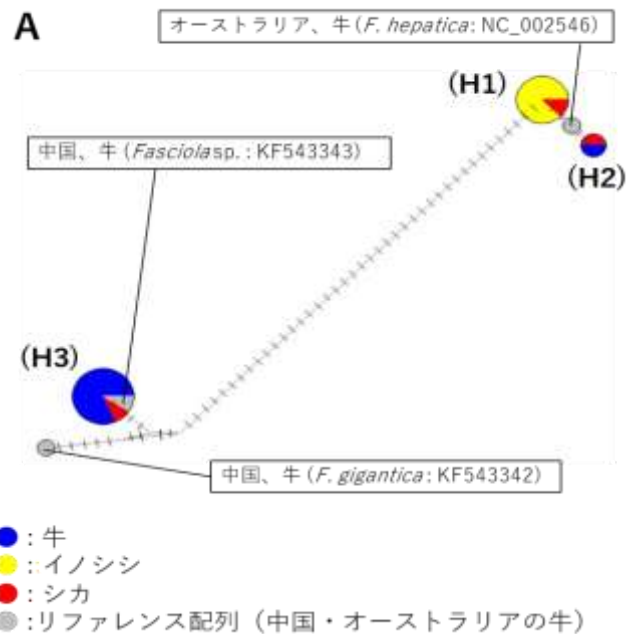 A
オーストラリア、牛 (F. hepatica: NC_002546)
(H1)
中国、牛 (Fasciola sp. : KF543343)
(H2)
(H3)
中国、牛 (F. gigantica: KF543342)
: 牛
: イノシシ
: シカ
:リファレンス配列（中国・オーストラリアの牛）